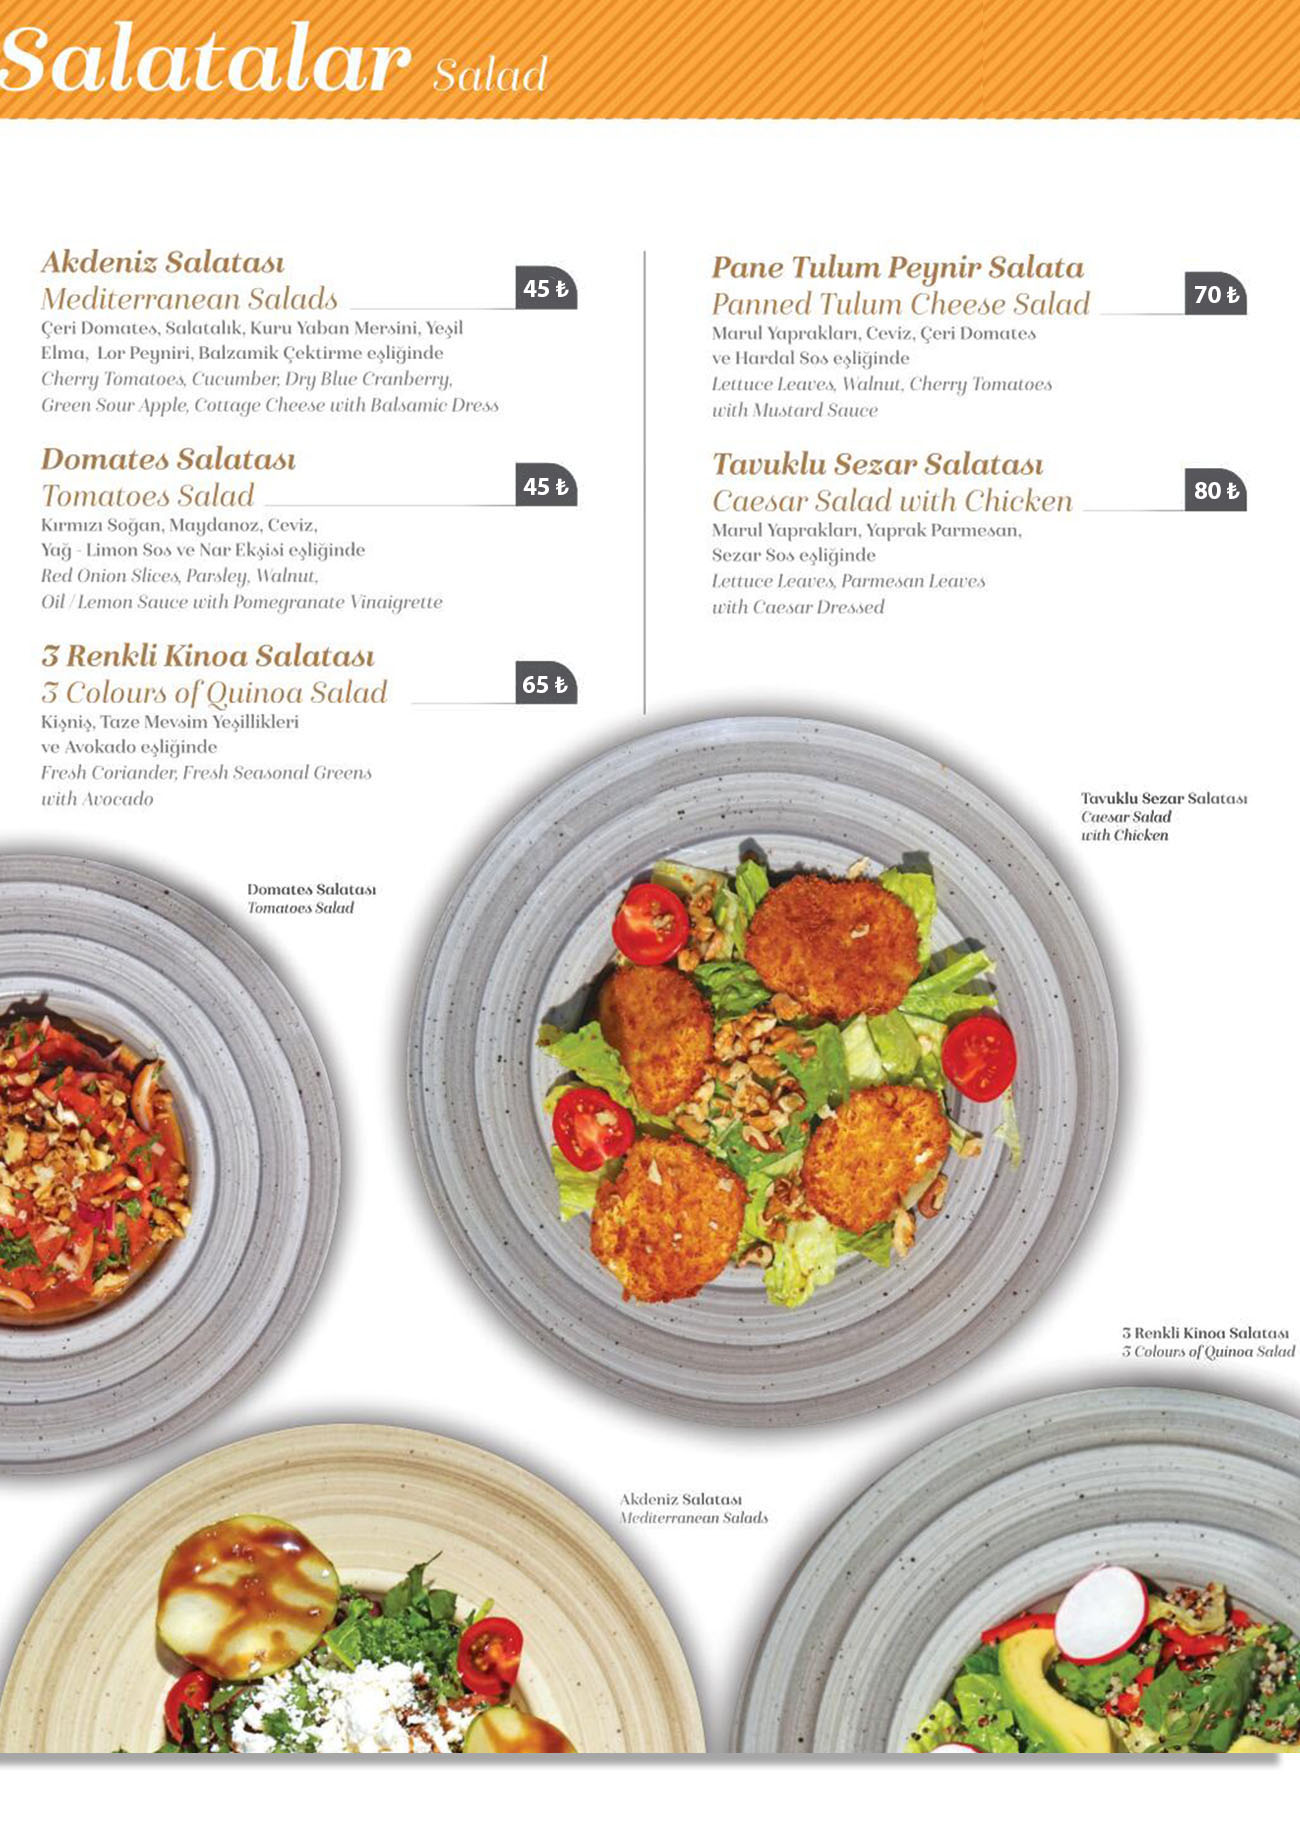 Salatalar Salad
Akdeniz Salatası
Mediterranean Salads
45 ₺
Çeri Domates, Salatalık, Kuru Yaban Mersini, Yeşil
Elma, Lor Peyniri, Balzamik Çektirme eşliğinde
Cherry Tomatoes, Cucumber, Dry Blue Cranberry,
Green Sour Apple, Cottage Cheese with Balsamic Dress
Domates Salatası
Tomatoes Salad
45 ₺
Kırmızı Soğan, Maydanoz, Ceviz,
Yağ - Limon Sos ve Nar Ekşisi eşliğinde
Red Onion Slices, Parsley, Walnut,
Oil / Lemon Sauce with Pomegranate Vinaigrette
3 Renkli Kinoa Salatası
3 Colours of Quinoa Salad
65 ₺
Kişniş, Taze Mevsim Yeşillikleri
ve Avokado eşliğinde
Fresh Coriander, Fresh Seasonal Greens
with Avocado
Pane Tulum Peynir Salata
Panned Tulum Cheese Salad
70 ₺
Marul Yaprakları, Ceviz, Çeri Domates
ve Hardal Sos eşliğinde
Lettuce Leaves, Walnut, Cherry Tomatoes
with Mustard Sauce
Tavuklu Sezar Salatası
Caesar Salad with Chicken
80 ₺
Marul Yaprakları, Yaprak Parmesan,
Sezar Sos eşliğinde
Lettuce Leaves, Parmesan Leaves
with Caesar Dressed
Tavuklu Sezar Salatası
Caesar Salad
with Chicken
Domates Salatası
Tomatoes Salad
3 Renkli Kinoa Salatası
3 Colours of Quinoa Salad
Akdeniz Salatası
Mediterranean Salads